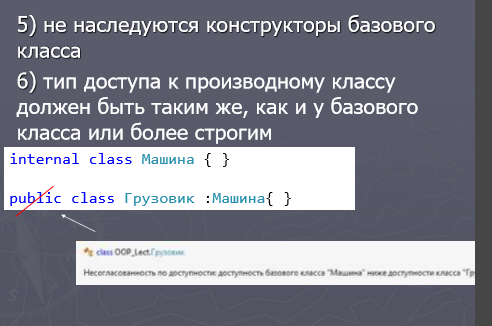 5) не наследуются конструкторы базового
класса
6) тип доступа к производному классу
должен быть таким же, как и у базового
класса или более строгим
internal class Машина { }
public class Грузовик :Машина{ }
class OOP_Lect.Грузовик
Несогласованность по доступности: доступность базового класса "Машина" ниже доступности класса "Гру